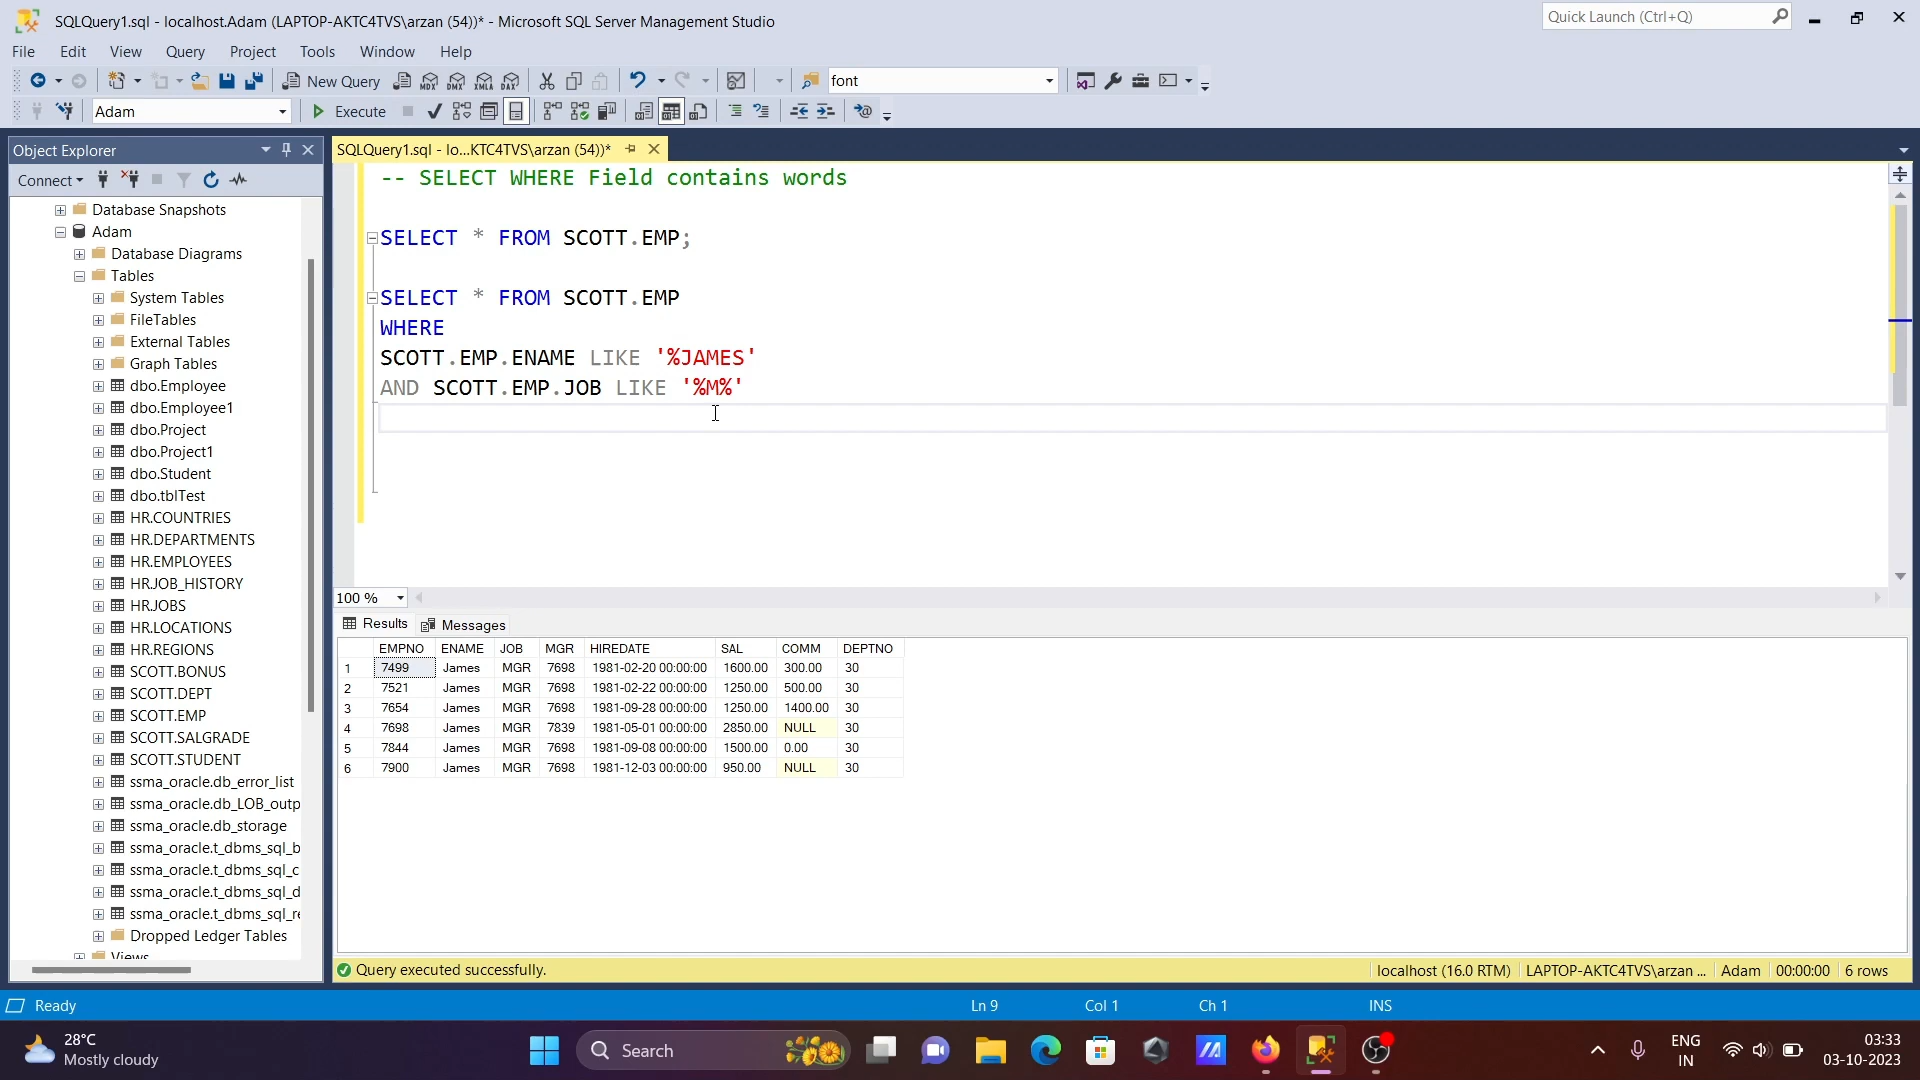 SQLQuery1.sql - localhost.Adam (LAPTOP-AKTC4TVS\arzan (54))* - Microsoft SQL Server Management Studio
Quick Launch (Ctrl+Q)
File Edit View Query Project Tools Window Help
New Query MDX DMX XMLA DAX font
Adam Execute
Object Explorer
SQLQuery1.sql - lo...KTC4TVS\arzan (54))*
Connect
Database Snapshots
Adam
Database Diagrams
Tables
System Tables
FileTables
External Tables
Graph Tables
dbo.Employee
dbo.Employee1
dbo.Project
dbo.Project1
dbo.Student
dbo.tblTest
HR.COUNTRIES
HR.DEPARTMENTS
HR.EMPLOYEES
HR.JOB_HISTORY
HR.JOBS
HR.LOCATIONS
HR.REGIONS
SCOTT.BONUS
SCOTT.DEPT
SCOTT.EMP
SCOTT.SALGRADE
SCOTT.STUDENT
ssma_oracle.db_error_list
ssma_oracle.db_LOB_outp
ssma_oracle.db_storage
ssma_oracle.t_dbms_sql_b
ssma_oracle.t_dbms_sql_c
ssma_oracle.t_dbms_sql_d
ssma_oracle.t_dbms_sql_re
Dropped Ledger Tables
Views
-- SELECT WHERE Field contains words
SELECT * FROM SCOTT.EMP;
SELECT * FROM SCOTT.EMP
WHERE
SCOTT.EMP.ENAME LIKE '%JAMES'
AND SCOTT.EMP.JOB LIKE '%M%'
100 %
Results Messages
EMPNO ENAME JOB MGR HIREDATE SAL COMM DEPTNO
1 7499 James MGR 7698 1981-02-20 00:00:00 1600.00 300.00 30
2 7521 James MGR 7698 1981-02-22 00:00:00 1250.00 500.00 30
3 7654 James MGR 7698 1981-09-28 00:00:00 1250.00 1400.00 30
4 7698 James MGR 7839 1981-05-01 00:00:00 2850.00 NULL 30
5 7844 James MGR 7698 1981-09-08 00:00:00 1500.00 0.00 30
6 7900 James MGR 7698 1981-12-03 00:00:00 950.00 NULL 30
Query executed successfully.
localhost (16.0 RTM) LAPTOP-AKTC4TVS\arzan ... Adam 00:00:00 6 rows
Ready Ln 9 Col 1 Ch 1 INS
28°C
Mostly cloudy
Search
ENG
IN
03:33
03-10-2023